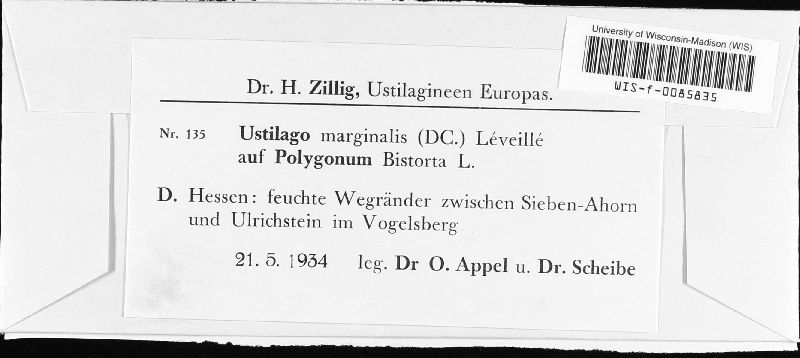 University of Wisconsin-Madison (WIS)
WIS-f-0085835
Dr. H. Zillig, Ustilagineen Europas.
Nr. 135 Ustilago marginalis (DC.) Léveillé
auf Polygonum Bistorta L.
D. Hessen: feuchte Wegränder zwischen Sieben-Ahorn
und Ulrichstein im Vogelsberg
21. 5. 1934 leg. Dr O. Appel u. Dr. Scheibe